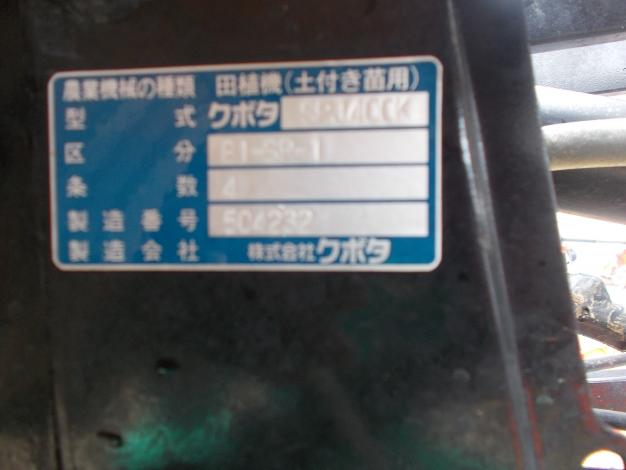 農業機械の種類 田植機(土付き苗用)
型式 クボタ
区分
条数 4
製造番号 504232
製造会社 株式会社クボタ